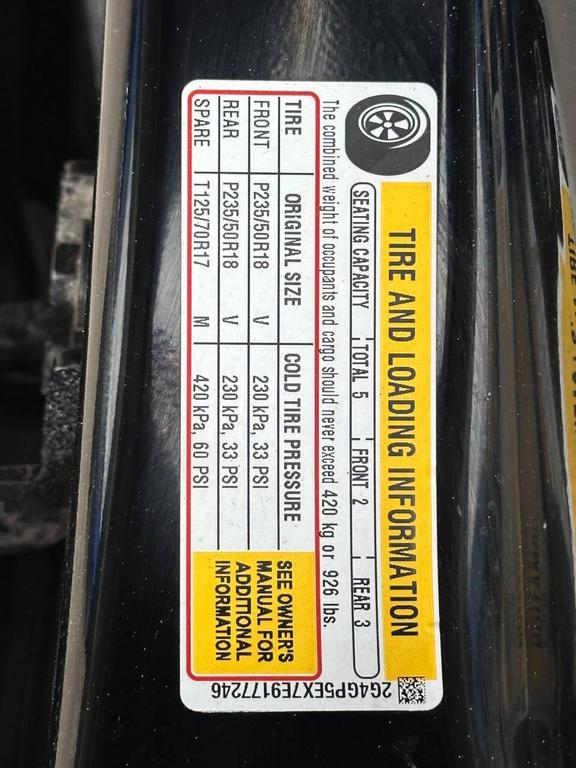 TIRE AND LOADING INFORMATION
SEATING CAPACITY TOTAL 5 FRONT 2 REAR 3
The combined weight of occupants and cargo should never exceed 420 kg or 926 lbs.
TIRE ORIGINAL SIZE COLD TIRE PRESSURE
FRONT P235/50R18 V 230 kPa, 33 PSI
REAR P235/50R18 V 230 kPa, 33 PSI
SPARE T125/70R17 M 420 kPa, 60 PSI
SEE OWNER'S
MANUAL FOR
ADDITIONAL
INFORMATION
2G4GP5EX7E9177246